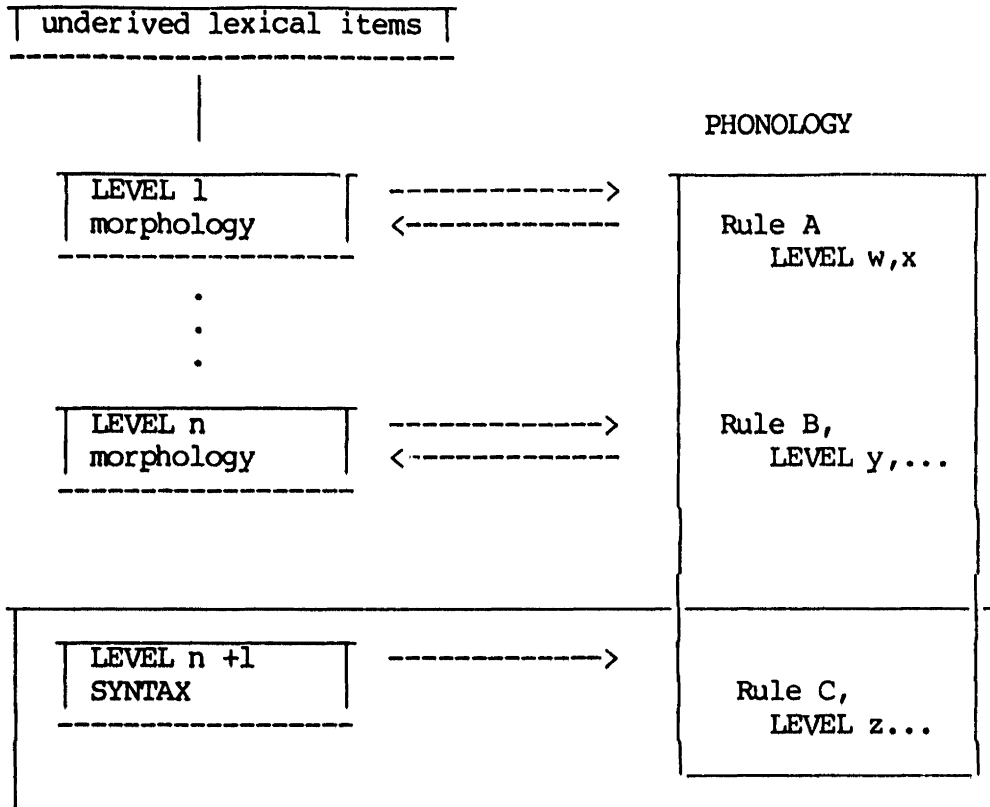 underived lexical items
PHONOLOGY
LEVEL 1
morphology
Rule A
LEVEL w,x
LEVEL n
morphology
Rule B,
LEVEL y,...
LEVEL n +1
SYNTAX
Rule C,
LEVEL z...